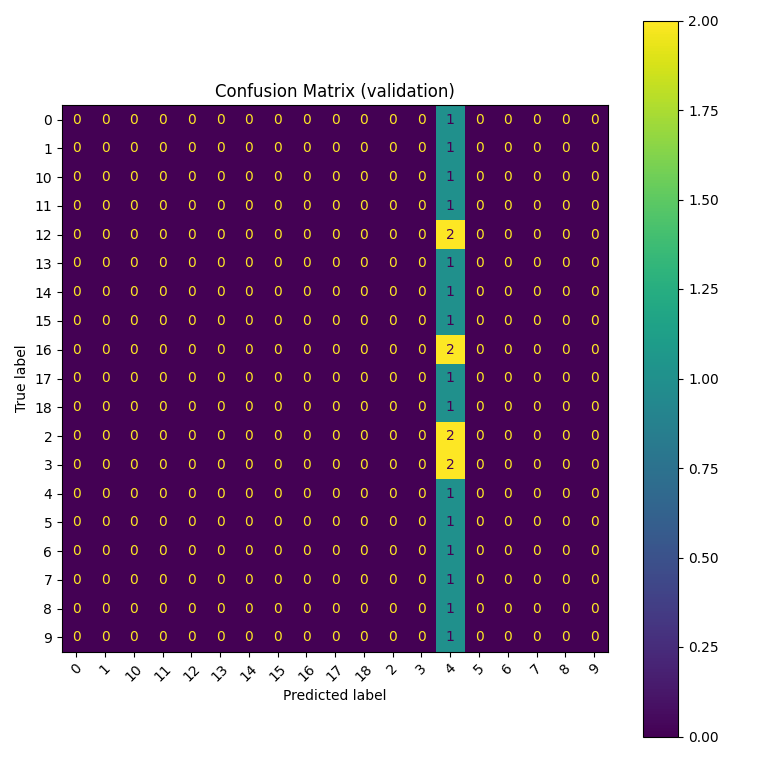 Confusion Matrix (validation)
0 0 0 0 0 0 0 0 0 0 0 0 0 0 1 0 0 0 0 0
1 0 0 0 0 0 0 0 0 0 0 0 0 0 1 0 0 0 0 0
10 0 0 0 0 0 0 0 0 0 0 0 0 0 1 0 0 0 0 0
11 0 0 0 0 0 0 0 0 0 0 0 0 0 1 0 0 0 0 0
12 0 0 0 0 0 0 0 0 0 0 0 0 0 2 0 0 0 0 0
13 0 0 0 0 0 0 0 0 0 0 0 0 0 1 0 0 0 0 0
14 0 0 0 0 0 0 0 0 0 0 0 0 0 1 0 0 0 0 0
15 0 0 0 0 0 0 0 0 0 0 0 0 0 1 0 0 0 0 0
16 0 0 0 0 0 0 0 0 0 0 0 0 0 2 0 0 0 0 0
17 0 0 0 0 0 0 0 0 0 0 0 0 0 1 0 0 0 0 0
18 0 0 0 0 0 0 0 0 0 0 0 0 0 1 0 0 0 0 0
2 0 0 0 0 0 0 0 0 0 0 0 0 0 2 0 0 0 0 0
3 0 0 0 0 0 0 0 0 0 0 0 0 0 2 0 0 0 0 0
4 0 0 0 0 0 0 0 0 0 0 0 0 0 1 0 0 0 0 0
5 0 0 0 0 0 0 0 0 0 0 0 0 0 1 0 0 0 0 0
6 0 0 0 0 0 0 0 0 0 0 0 0 0 1 0 0 0 0 0
7 0 0 0 0 0 0 0 0 0 0 0 0 0 1 0 0 0 0 0
8 0 0 0 0 0 0 0 0 0 0 0 0 0 1 0 0 0 0 0
9 0 0 0 0 0 0 0 0 0 0 0 0 0 1 0 0 0 0 0
0 1 10 11 12 13 14 15 16 17 18 2 3 4 5 6 7 8 9
Predicted label
True label
2.00
1.75
1.50
1.25
1.00
0.75
0.50
0.25
0.00